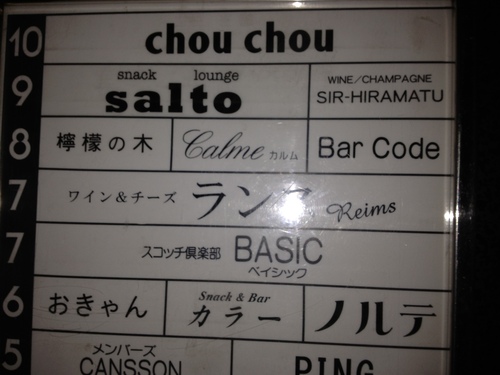 10 chou chou
9 snack lounge salto WINE/CHAMPAGNE SIR-HIRAMATU
8 檸檬の木 Calme カルム Bar Code
7 ワイン&チーズ Reims
7 スコッチ倶楽部 BASIC ベイシック
6 おきゃん Snack & Bar カラー ノルテ
5 メンバーズ CANSSON PING